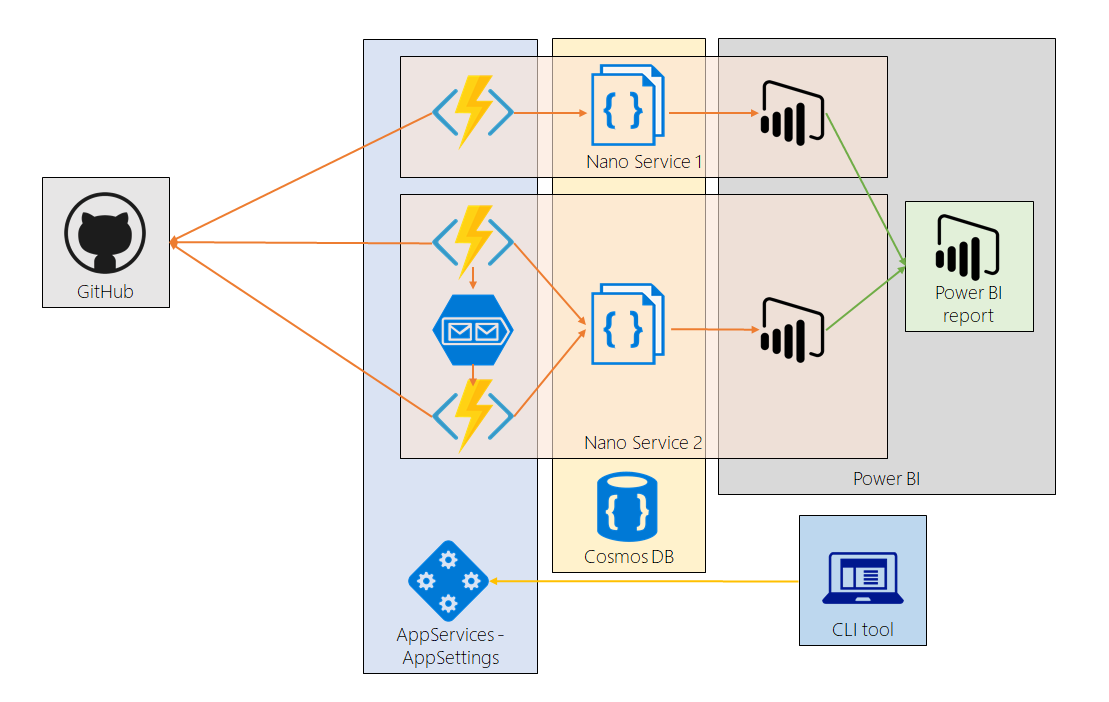 Nano Service 1
GitHub
Power BI
report
Nano Service 2
Power BI
Cosmos DB
AppServices -
AppSettings
CLI tool